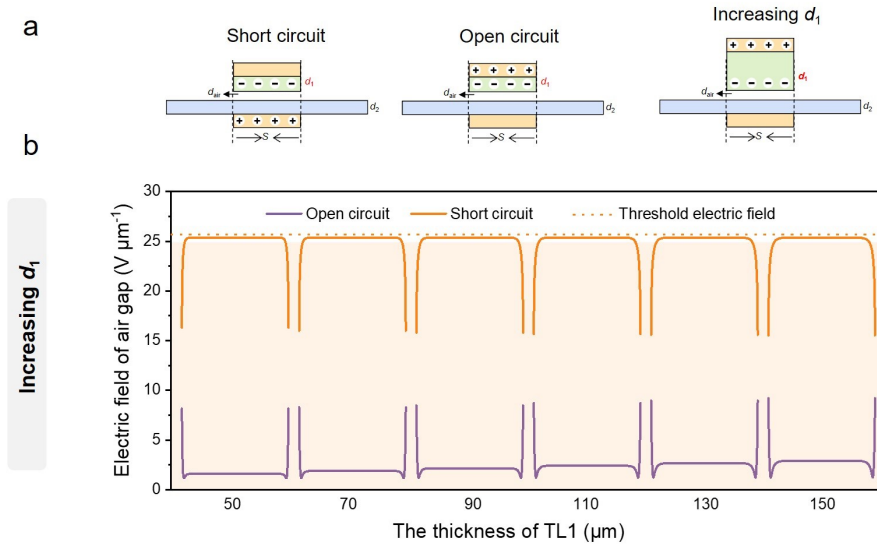 a
Short circuit
Open circuit
Increasing d₁
+ + + +
+ + + +
- - - -
d₁
- - - -
d₁
- - - -
d₁
dair
dair
dair
d₂
d₂
d₂
+ + + +
S
S
S
b
Increasing d₁
Electric field of air gap (V µm⁻¹)
30
25
20
15
10
5
0
Open circuit
Short circuit
Threshold electric field
50
70
90
110
130
150
The thickness of TL1 (µm)